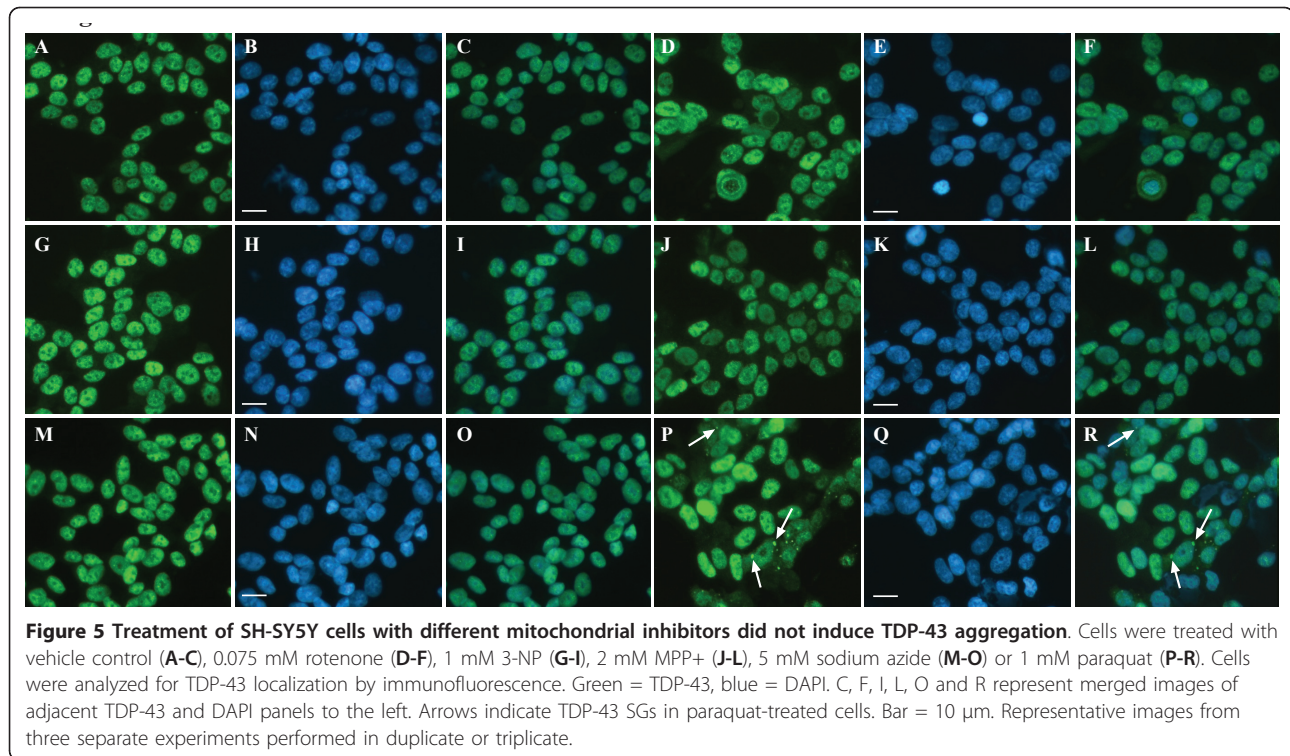 A B C D E F
G H I J K L
M N O P Q R
Figure 5 Treatment of SH-SY5Y cells with different mitochondrial inhibitors did not induce TDP-43 aggregation. Cells were treated with
vehicle control (A-C), 0.075 mM rotenone (D-F), 1 mM 3-NP (G-I), 2 mM MPP+ (J-L), 5 mM sodium azide (M-O) or 1 mM paraquat (P-R). Cells
were analyzed for TDP-43 localization by immunofluorescence. Green = TDP-43, blue = DAPI. C, F, I, L, O and R represent merged images of
adjacent TDP-43 and DAPI panels to the left. Arrows indicate TDP-43 SGs in paraquat-treated cells. Bar = 10 μm. Representative images from
three separate experiments performed in duplicate or triplicate.